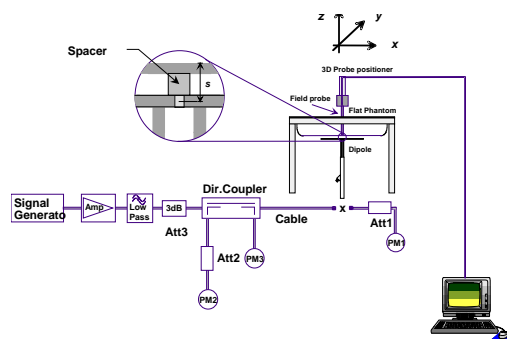 z
y
x
Spacer
s
3D Probe positioner
Field probe
Flat Phantom
Dipole
Dir.Coupler
Signal
Generato
Amp
Low
Pass
3dB
Cable
x
Att1
Att3
Att2
PM3
PM1
PM2